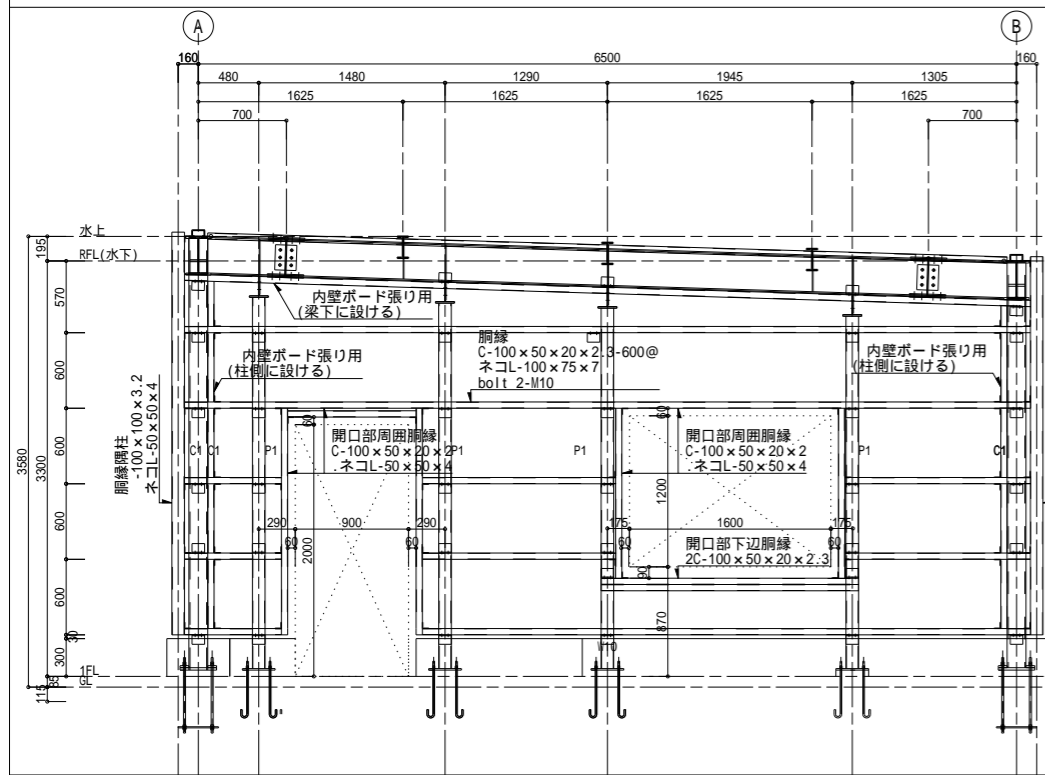 A
B
160
6500
160
480
1480
1290
1945
1305
1625
1625
1625
1625
700
700
水上
RFL(水下)
195
570
600
600
600
600
30
300
3580
3300
1FL
GL
115
85
内壁ボード張り用
(梁下に設ける)
胴縁
C-100×50×20×2.3-600@
ネコL-100×75×7
bolt 2-M10
内壁ボード張り用
(柱側に設ける)
内壁ボード張り用
(柱側に設ける)
胴縁隅柱
-100×100×3.2
ネコL-50×50×4
60
60
開口部周囲胴縁
C-100×50×20×2
.ネコL-50×50×4
開口部周囲胴縁
C-100×50×20×2
.ネコL-50×50×4
C1
C1
P1
P1
P1
P1
C1
290
900
290
60
60
2000
1200
175
1600
175
60
60
開口部下辺胴縁
2C-100×50×20×2.3
90
870